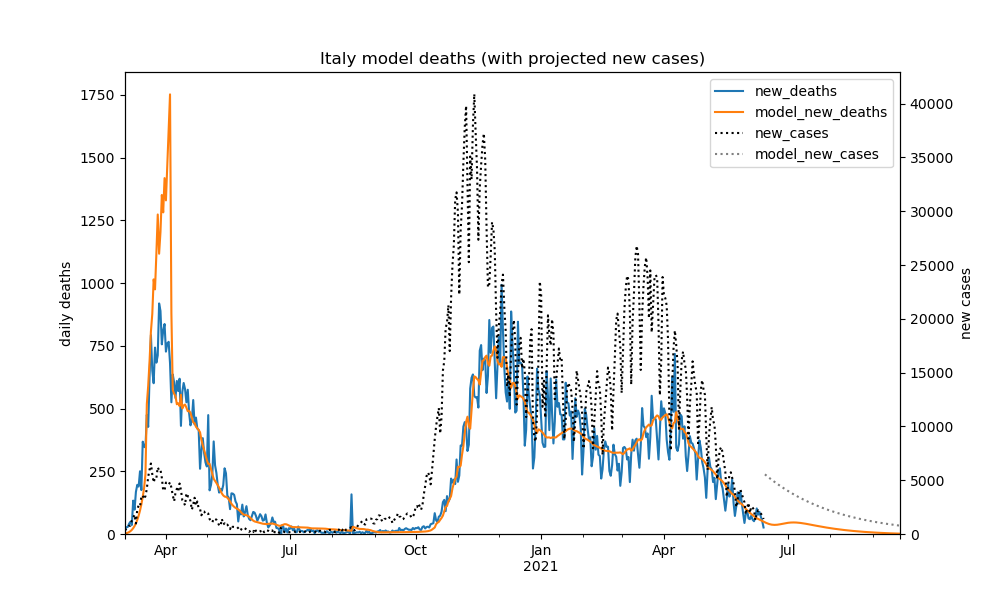 Italy model deaths (with projected new cases)
new_deaths
model_new_deaths
new_cases
model_new_cases
daily deaths
1750
1500
1250
1000
750
500
250
0
new cases
40000
35000
30000
25000
20000
15000
10000
5000
0
Apr
Jul
Oct
Jan
2021
Apr
Jul